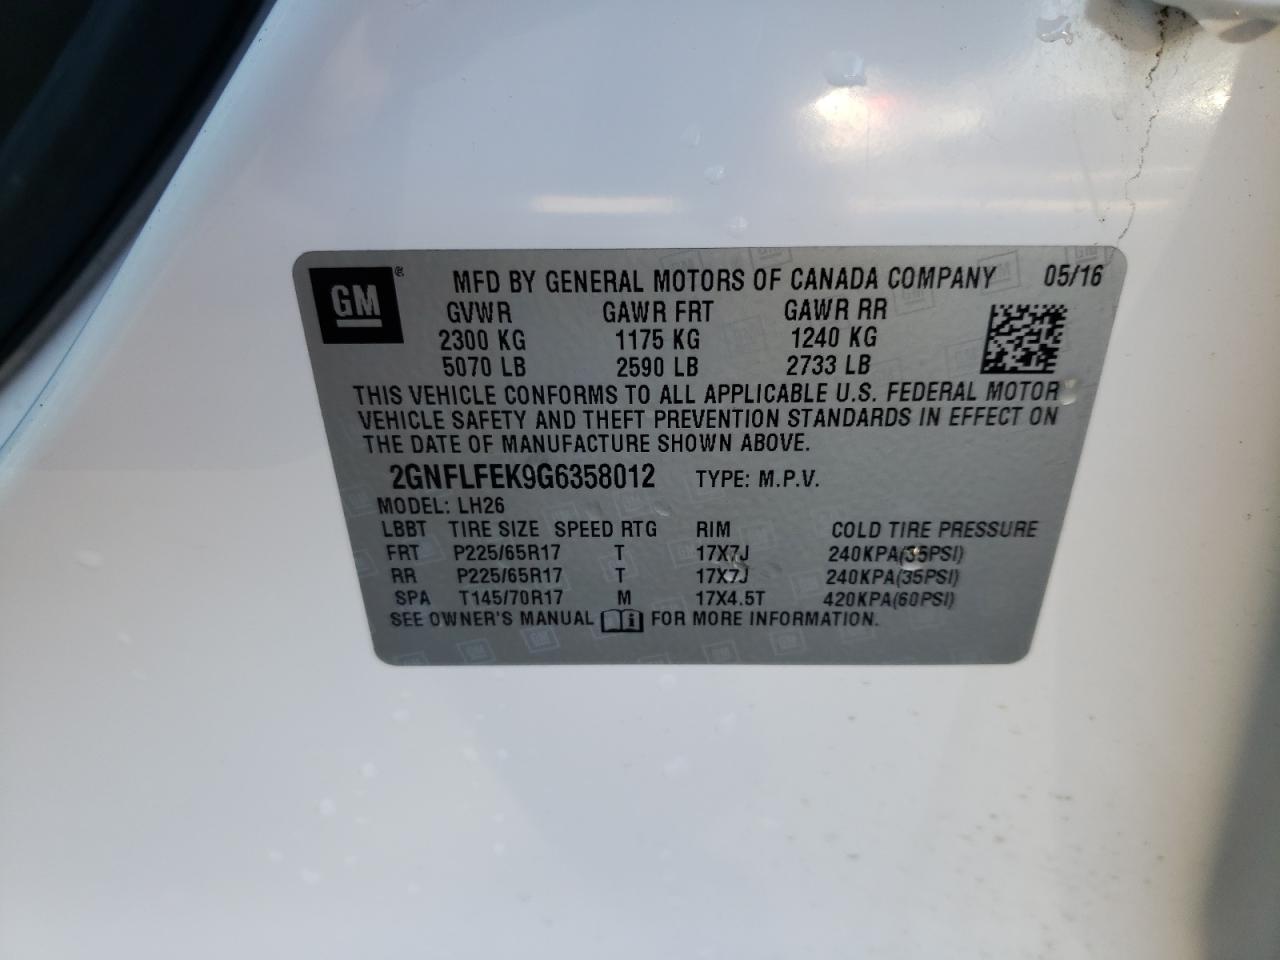 GM® MFD BY GENERAL MOTORS OF CANADA COMPANY 05/16
GVWR GAWR FRT GAWR RR
2300 KG 1175 KG 1240 KG
5070 LB 2590 LB 2733 LB
THIS VEHICLE CONFORMS TO ALL APPLICABLE U.S. FEDERAL MOTOR
VEHICLE SAFETY AND THEFT PREVENTION STANDARDS IN EFFECT ON
THE DATE OF MANUFACTURE SHOWN ABOVE.
2GNFLFEK9G6358012 TYPE: M.P.V.
MODEL: LH26
LBBT TIRE SIZE SPEED RTG RIM COLD TIRE PRESSURE
FRT P225/65R17 T 17X7J 240KPA(35PSI)
RR P225/65R17 T 17X7J 240KPA(35PSI)
SPA T145/70R17 M 17X4.5T 420KPA(60PSI)
SEE OWNER'S MANUAL FOR MORE INFORMATION.